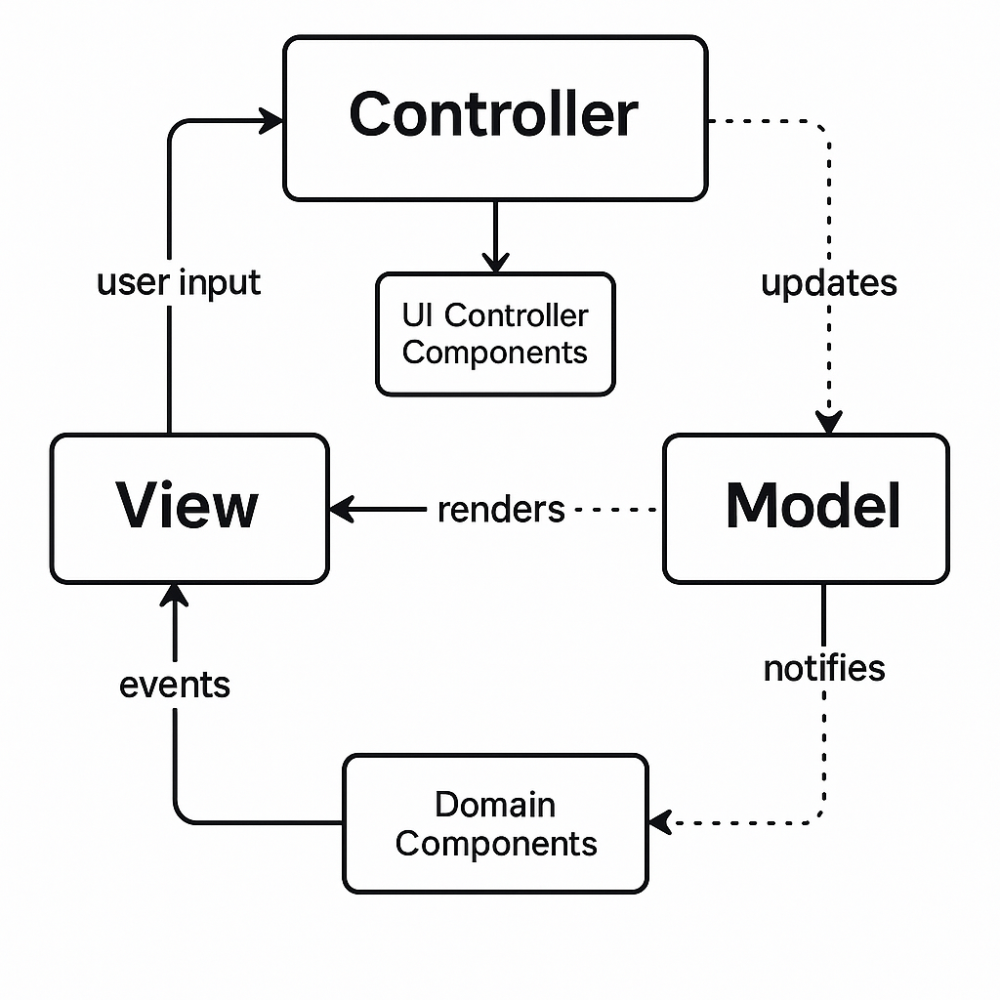 Controller
user input
updates
UI Controller
Components
View
renders
Model
notifies
events
Domain
Components